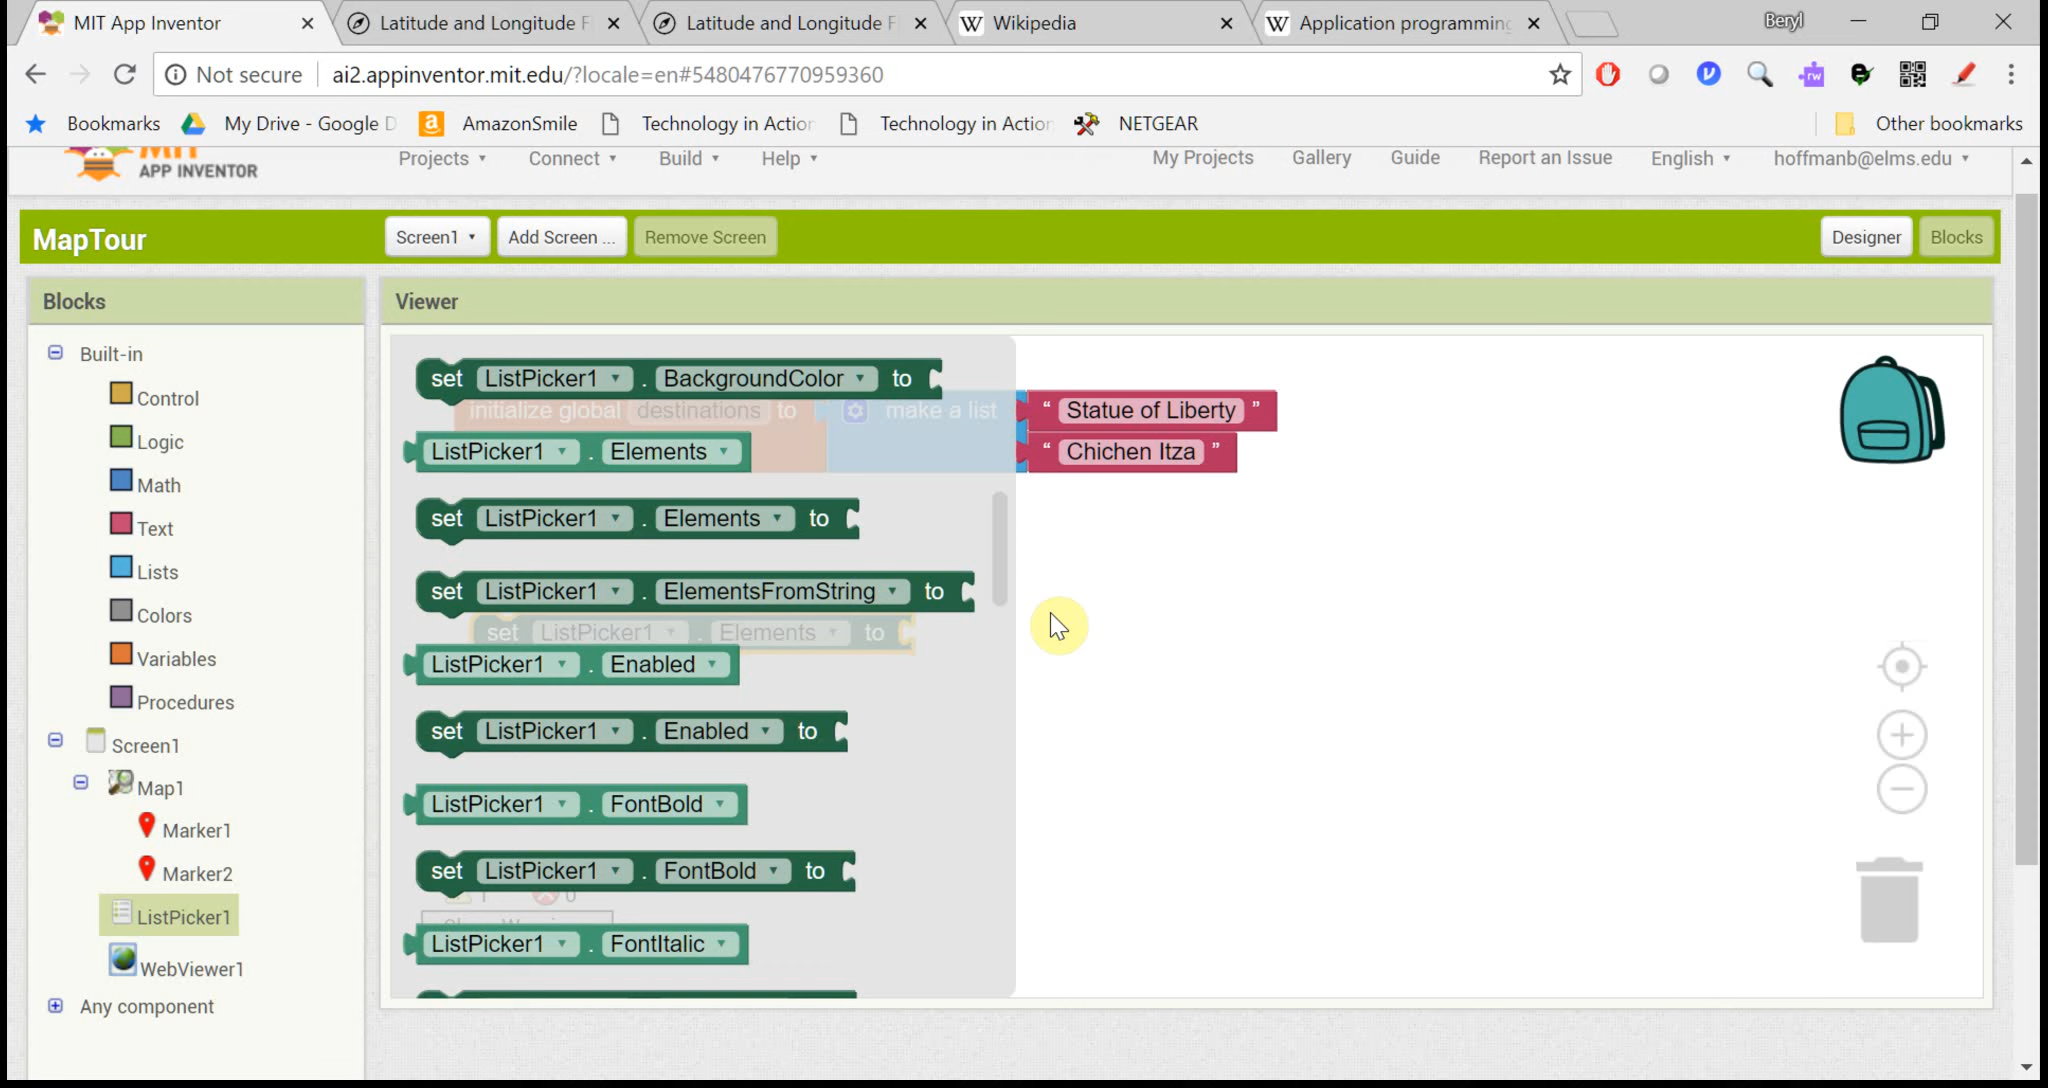 MIT App Inventor
Latitude and Longitude F
Latitude and Longitude F
Wikipedia
Application programming
Beryl
Not secure | ai2.appinventor.mit.edu/?locale=en#5480476770959360
Bookmarks
My Drive - Google D
AmazonSmile
Technology in Action
Technology in Action
NETGEAR
Other bookmarks
MIT
APP INVENTOR
Projects
Connect
Build
Help
My Projects
Gallery
Guide
Report an Issue
English
hoffmanb@elms.edu
MapTour
Screen1
Add Screen ...
Remove Screen
Designer
Blocks
Blocks
Viewer
Built-in
Control
Logic
Math
Text
Lists
Colors
Variables
Procedures
Screen1
Map1
Marker1
Marker2
ListPicker1
WebViewer1
Any component
set ListPicker1 . BackgroundColor to
initialize global destinations to make a list " Statue of Liberty "
ListPicker1 . Elements
" Chichen Itza "
set ListPicker1 . Elements to
set ListPicker1 . ElementsFromString to
set ListPicker1 . Elements to
ListPicker1 . Enabled
set ListPicker1 . Enabled to
ListPicker1 . FontBold
set ListPicker1 . FontBold to
1 0
ListPicker1 . FontItalic